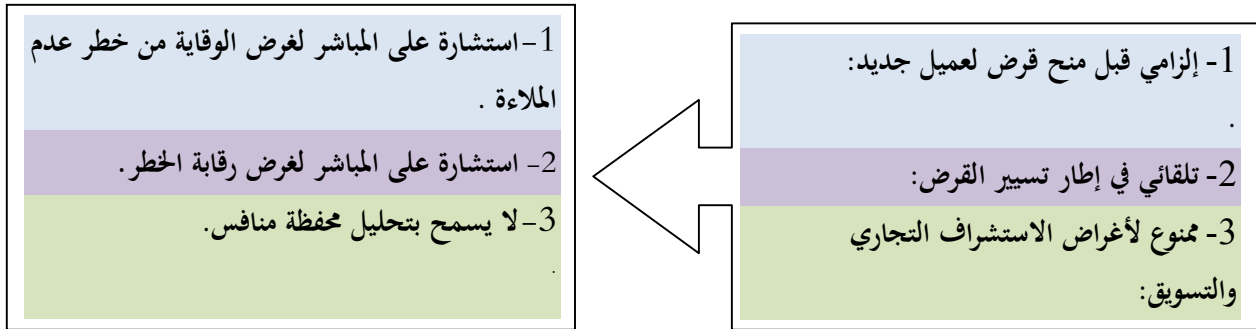 1- إلزامي قبل منح قرض لعميل جديد:
.
2- تلقائي في إطار تسيير القرض:
3- ممنوع لأغراض الاستشراف التجاري
والتسويق:
1-استشارة على المباشر لغرض الوقاية من خطر عدم
الملاءة .
2- استشارة على المباشر لغرض رقابة الخطر.
3-لا يسمح بتحليل محفظة منافس.
.